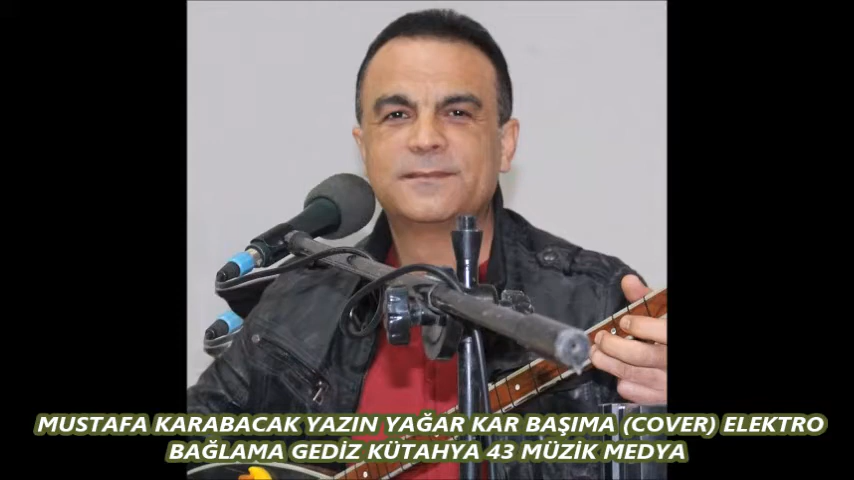 MUSTAFA KARABACAK YAZIN YAĞAR KAR BAŞIMA (COVER) ELEKTRO
BAĞLAMA GEDİZ KÜTAHYA 43 MÜZİK MEDYA